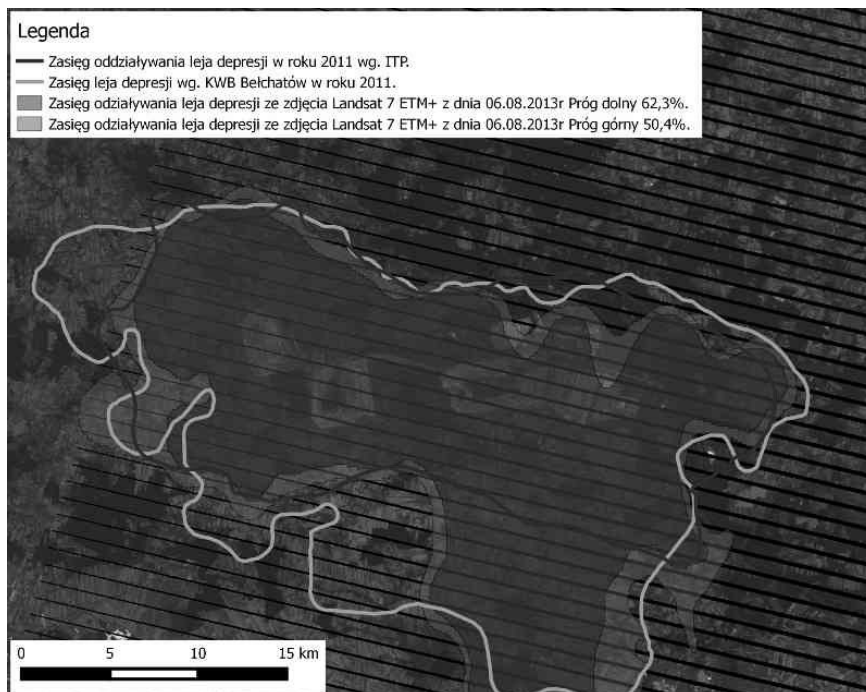 Legenda
Zasięg oddziaływania leja depresji w roku 2011 wg. ITP.
Zasięg leja depresji wg. KWB Bełchatów w roku 2011.
Zasięg odziaływania leja depresji ze zdjęcia Landsat 7 ETM+ z dnia 06.08.2013r Próg dolny 62,3%.
Zasięg odziaływania leja depresji ze zdjęcia Landsat 7 ETM+ z dnia 06.08.2013r Próg górny 50,4%.
0 5 10 15 km